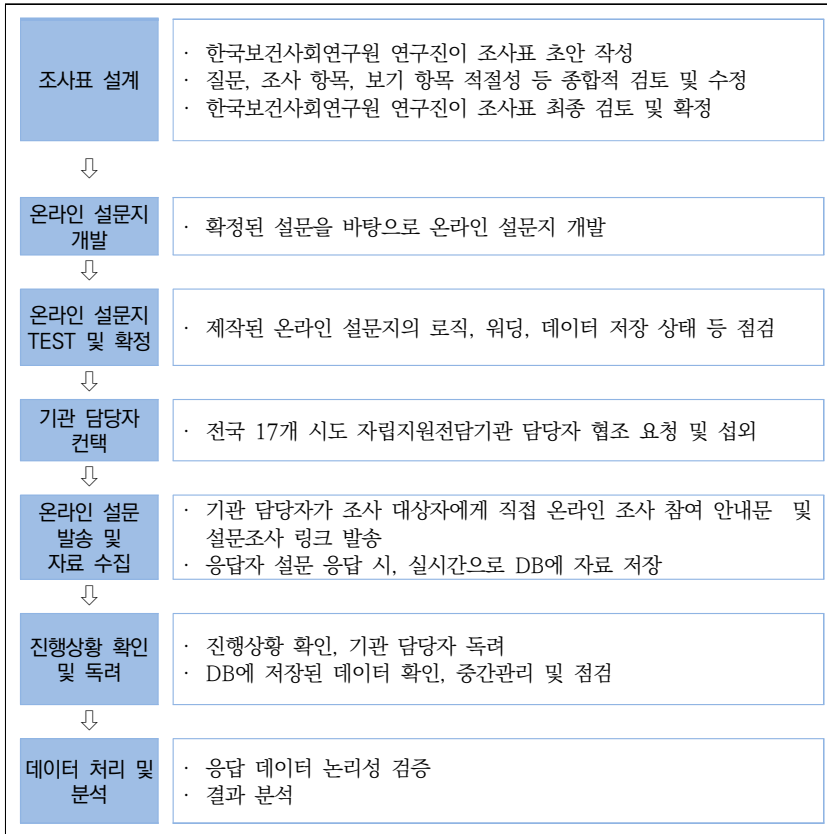 조사표 설계
· 한국보건사회연구원 연구진이 조사표 초안 작성
· 질문, 조사 항목, 보기 항목 적절성 등 종합적 검토 및 수정
· 한국보건사회연구원 연구진이 조사표 최종 검토 및 확정
⇩
온라인 설문지
개발
· 확정된 설문을 바탕으로 온라인 설문지 개발
⇩
온라인 설문지
TEST 및 확정
· 제작된 온라인 설문지의 로직, 워딩, 데이터 저장 상태 등 점검
⇩
기관 담당자
컨택
· 전국 17개 시도 자립지원전담기관 담당자 협조 요청 및 섭외
⇩
온라인 설문
발송 및
자료 수집
· 기관 담당자가 조사 대상자에게 직접 온라인 조사 참여 안내문 및
설문조사 링크 발송
· 응답자 설문 응답 시, 실시간으로 DB에 자료 저장
⇩
진행상황 확인
및 독려
· 진행상황 확인, 기관 담당자 독려
· DB에 저장된 데이터 확인, 중간관리 및 점검
⇩
데이터 처리 및
분석
· 응답 데이터 논리성 검증
· 결과 분석